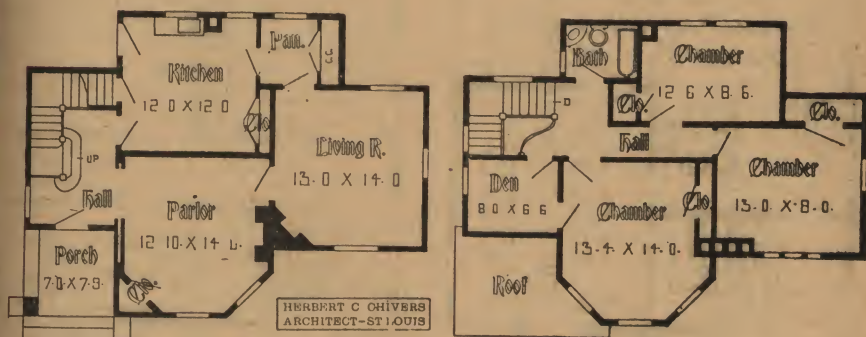 Pan.
C.C.
Kitchen
12 0 X 12 0
Clo.
Living R.
13. 0 X 14. 0
UP
Hall
Parlor
12 10. X 14
Porch
7. 0 X 7. 9.
Clo.
HERBERT C CHIVERS
ARCHITECT-ST LOUIS
Bath
Chamber
12 6 X 8. 6.
Clo.
D
Clo.
Hall
Den
8 0 X 6 6
Chamber
13. 4. X 14. 0.
Clo.
Chamber
13. 0. X 8. 0.
Roof